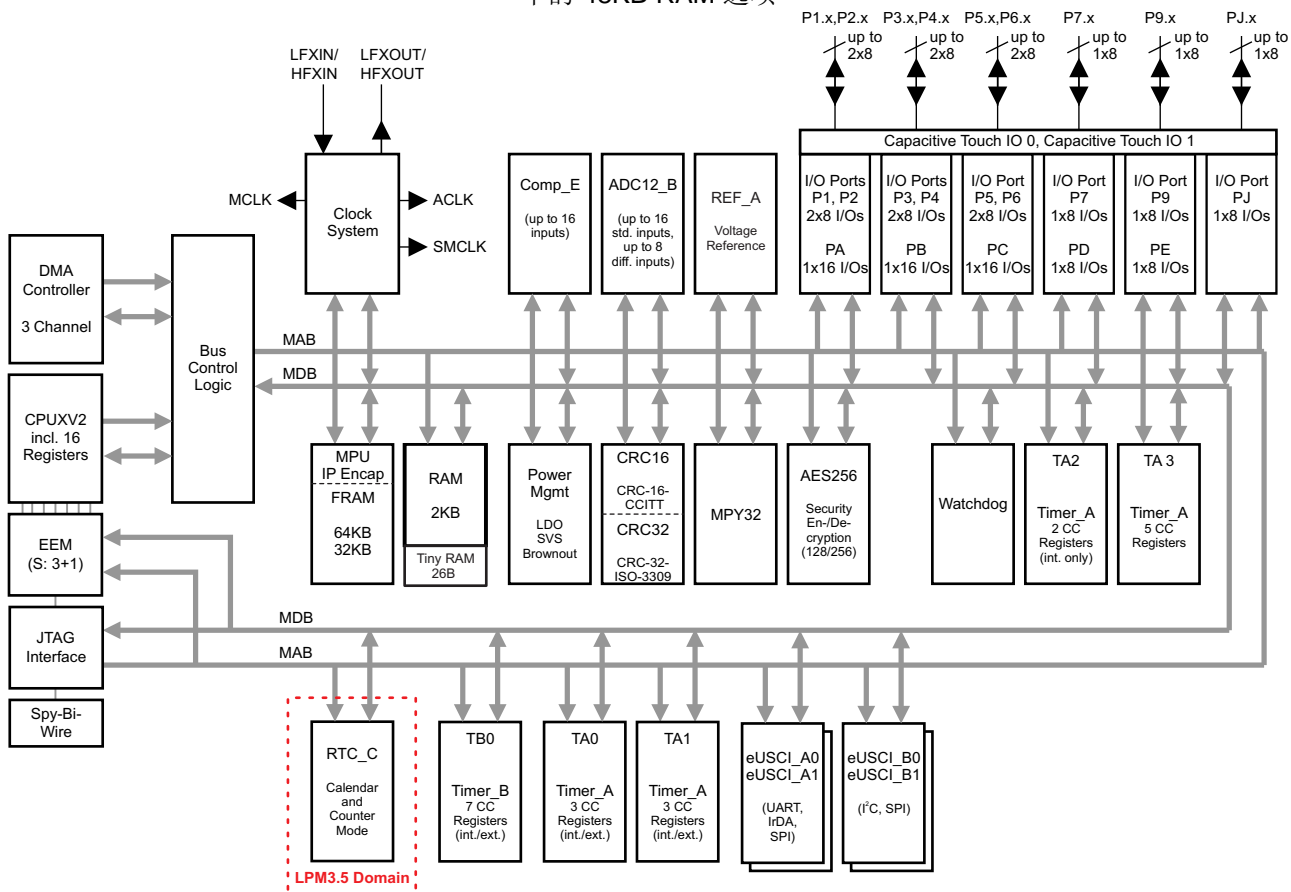 P1.x,P2.x
P3.x,P4.x
P5.x,P6.x
P7.x
P9.x
PJ.x
up to
2x8
up to
2x8
up to
2x8
up to
1x8
up to
1x8
up to
1x8
LFXIN/
HFXIN
LFXOUT/
HFXOUT
Capacitive Touch IO 0, Capacitive Touch IO 1
MCLK
Clock
System
ACLK
SMCLK
Comp_E
(up to 16
inputs)
ADC12_B
(up to 16
std. inputs,
up to 8
diff. inputs)
REF_A
Voltage
Reference
I/O Ports
P1, P2
2x8 I/Os
PA
1x16 I/Os
I/O Ports
P3, P4
2x8 I/Os
PB
1x16 I/Os
I/O Port
P5, P6
2x8 I/Os
PC
1x16 I/Os
I/O Port
P7
1x8 I/Os
PD
1x8 I/Os
I/O Port
P9
1x8 I/Os
PE
1x8 I/Os
I/O Port
PJ
1x8 I/Os
DMA
Controller
3 Channel
Bus
Control
Logic
MAB
MDB
CPUXV2
incl. 16
Registers
MPU
IP Encap
FRAM
64KB
32KB
RAM
2KB
Tiny RAM
26B
Power
Mgmt
LDO
SVS
Brownout
CRC16
CRC-16-
CCITT
CRC32
CRC-32-
ISO-3309
MPY32
AES256
Security
En-/De-
cryption
(128/256)
Watchdog
TA2
Timer_A
2 CC
Registers
(int. only)
TA 3
Timer_A
5 CC
Registers
EEM
(S: 3+1)
JTAG
Interface
Spy-Bi-
Wire
MDB
MAB
RTC_C
Calendar
and
Counter
Mode
LPM3.5 Domain
TB0
Timer_B
7 CC
Registers
(int./ext.)
TA0
Timer_A
3 CC
Registers
(int./ext.)
TA1
Timer_A
3 CC
Registers
(int./ext.)
eUSCI_A0
eUSCI_A1
(UART,
IrDA,
SPI)
eUSCI_B0
eUSCI_B1
(I²C, SPI)